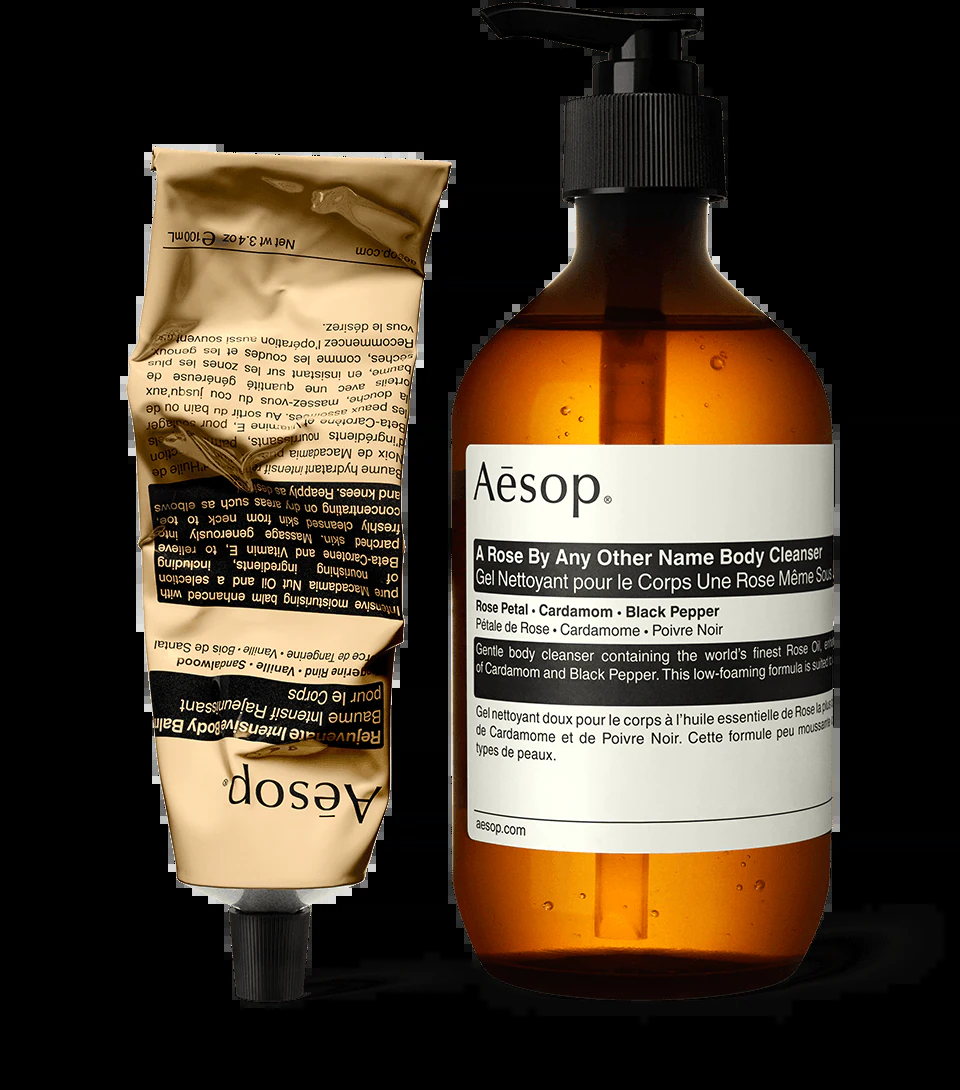 Aēsop®
Rejuvenate Intensive Body Balm
Baume Intensif Rajeunissant
pour le Corps
Rind • Vanille • Sandalwood
de Tangerine • Vanille • Bois de Santal
Intensive moisturising balm enhanced with
pure Macadamia Nut Oil and a selection
of nourishing ingredients, including
Beta-Carotene and Vitamin E, to relieve
parched skin. Massage generously into
freshly cleansed skin from neck to toe,
concentrating on dry areas such as elbows
and knees. Reapply as
Baume hydratant intensif l'Huile de
Noix de Macadamia
d'ingrédients nourrissants,
Beta-Carotène et Vitamine E, pour soulager
les peaux Au sortir du bain ou de
la douche, massez-vous du cou jusqu'aux
orteils avec une quantité généreuse de
baume, en insistant sur les zones les plus
sèches, comme les coudes et les genoux
Recommencez l'opération aussi souvent
vous le désirez.
aesop.com Net 3.4 oz ℮100mL
Aēsop®
A Rose By Any Other Name Body Cleanser
Gel Nettoyant pour le Corps Une Rose Même Sous
Rose Petal • Cardamom • Black Pepper
Pétale de Rose • Cardamome • Poivre Noir
Gentle body cleanser containing the world's finest Rose Oil,
of Cardamom and Black Pepper. This low-foaming formula is suited
Gel nettoyant doux pour le corps à l'huile essentielle de Rose la
de Cardamome et de Poivre Noir. Cette formule peu moussante
types de peaux.
aesop.com